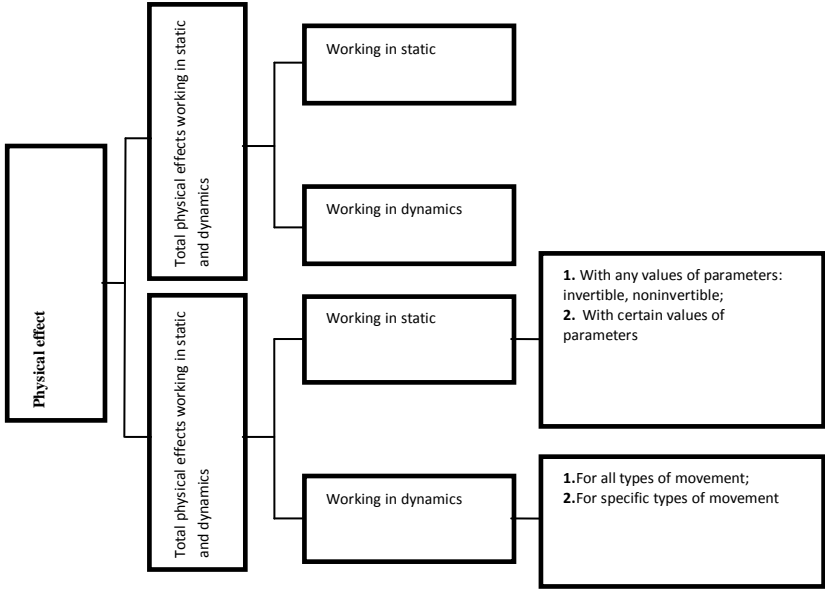 Physical effect
Total physical effects working in static
and dynamics
Working in static
Working in dynamics
Total physical effects working in static
and dynamics
Working in static
1. With any values of parameters:
invertible, noninvertible;
2. With certain values of
parameters
Working in dynamics
1.For all types of movement;
2.For specific types of movement